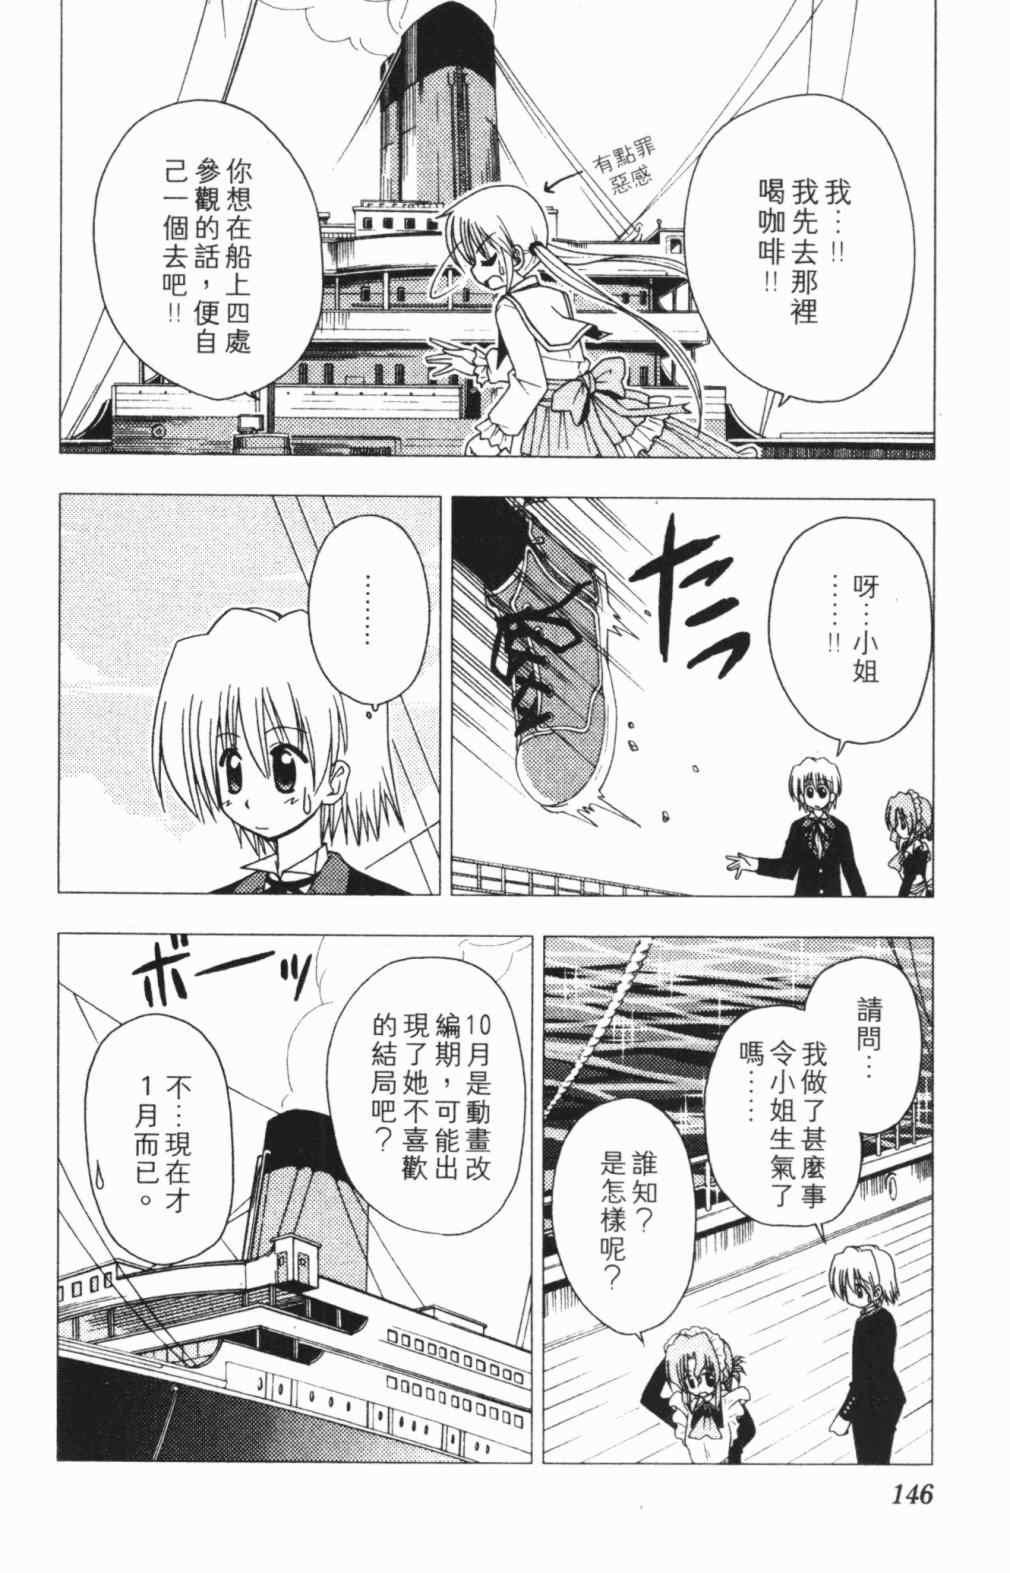 我…!!
我先去那裡
喝咖啡!!
有點罪
惡感
你想在船上四處
參觀的話，便自
己一個去吧!!
呀…小姐
……!!
たたっ
………
請問…
我做了甚麼事
令小姐生氣了
嗎……
誰知？
是怎樣呢？
ボーッ
10月是動畫改
編期，可能出
現了她不喜歡
的結局吧？
不…現在才
1月而已。
146